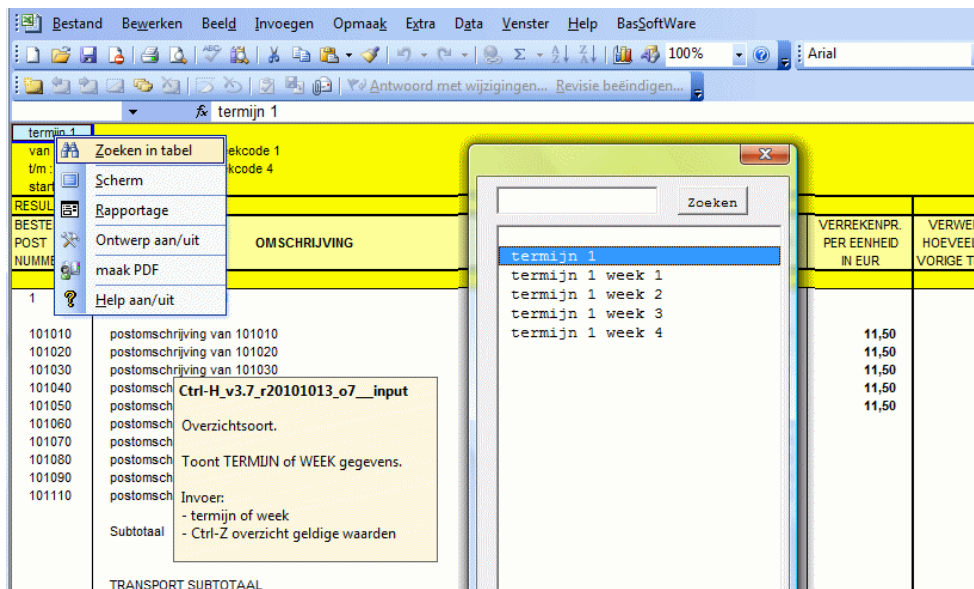 Bestand Bewerken Beeld Invoegen Opmaak Extra Data Venster Help BasSoftWare
100% Arial
Antwoord met wijzigingen... Revisie beëindigen...
fx termijn 1
termijn 1
van
t/m :
start
ekcode 1
ekcode 4
Zoeken in tabel
Scherm
Rapportage
Ontwerp aan/uit
maak PDF
Help aan/uit
Zoeken
termijn 1
termijn 1 week 1
termijn 1 week 2
termijn 1 week 3
termijn 1 week 4
RESUL
BESTE
POST
NUMME
OMSCHRIJVING
VERREKENPR.
PER EENHEID
IN EUR
VERWE
HOEVEEL
VORIGE T
1
101010 postomschrijving van 101010 11,50
101020 postomschrijving van 101020 11,50
101030 postomschrijving van 101030 11,50
101040 postomsch 11,50
101050 postomsch 11,50
101060 postomsch
101070 postomsch
101080 postomsch
101090 postomsch
101110 postomsch
Subtotaal
TRANSPORT SUBTOTAAL
Ctrl-H_v3.7_r20101013_o7__input
Overzichtsoort.
Toont TERMIJN of WEEK gegevens.
Invoer:
- termijn of week
- Ctrl-Z overzicht geldige waarden